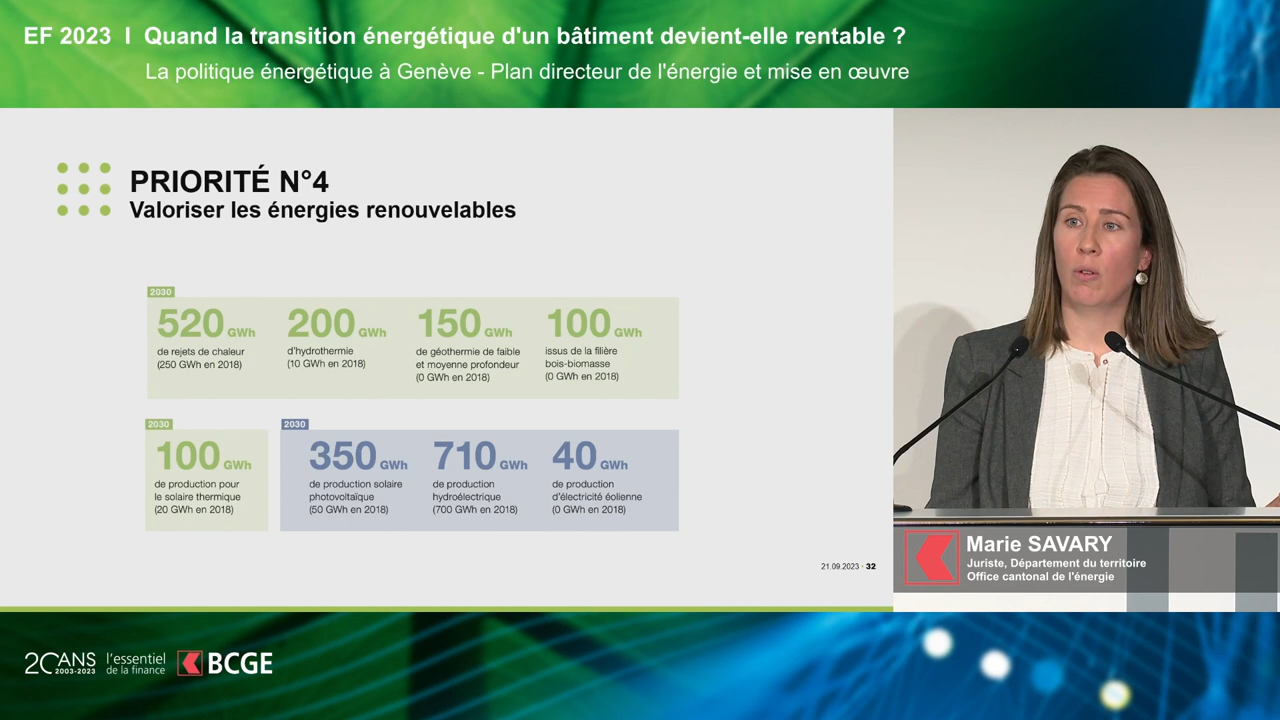 EF 2023 | Quand la transition énergétique d'un bâtiment devient-elle rentable ?
La politique énergétique à Genève - Plan directeur de l'énergie et mise en œuvre
PRIORITÉ N°4
Valoriser les énergies renouvelables
2030
520 GWh
de rejets de chaleur
(250 GWh en 2018)
200 GWh
d'hydrothermie
(10 GWh en 2018)
150 GWh
de géothermie de faible
et moyenne profondeur
(0 GWh en 2018)
100 GWh
issus de la filière
bois-biomasse
(0 GWh en 2018)
2030
100 GWh
de production pour
le solaire thermique
(20 GWh en 2018)
2030
350 GWh
de production solaire
photovoltaïque
(50 GWh en 2018)
710 GWh
de production
hydroélectrique
(700 GWh en 2018)
40 GWh
de production
d'électricité éolienne
(0 GWh en 2018)
21.09.2023 · 32
Marie SAVARY
Juriste, Département du territoire
Office cantonal de l'énergie
20 ANS
2003-2023
l'essentiel
de la finance
BCGE